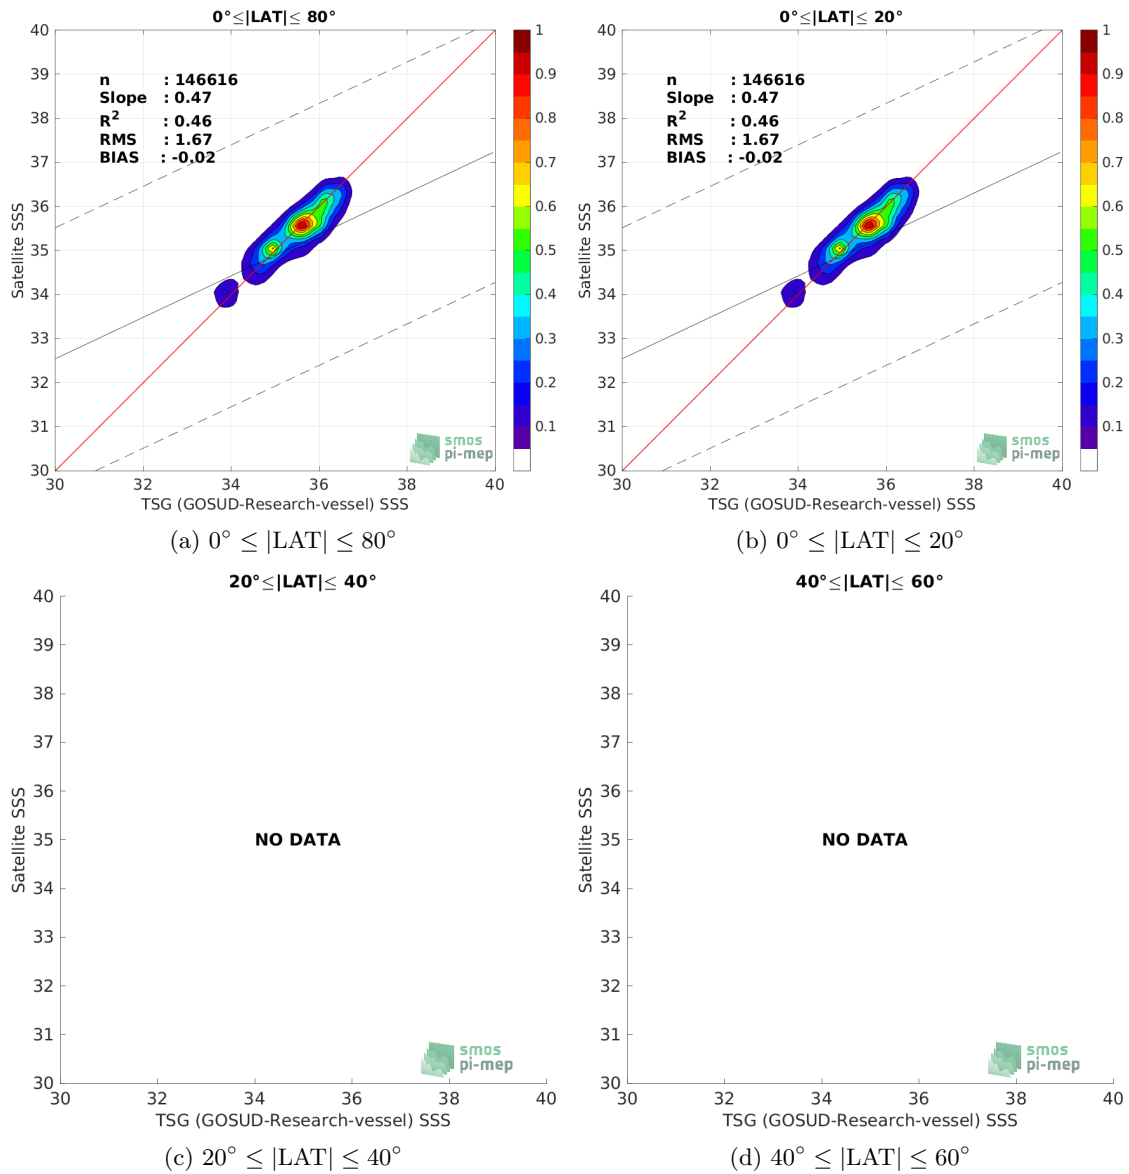 0°≤|LAT|≤ 80°
40
39
38
37
36
35
34
33
32
31
30
Satellite SSS
n : 146616
Slope : 0.47
R² : 0.46
RMS : 1.67
BIAS : -0.02
1
0.9
0.8
0.7
0.6
0.5
0.4
0.3
0.2
0.1
smos
pi-mep
30 32 34 36 38 40
TSG (GOSUD-Research-vessel) SSS
(a) 0° ≤ |LAT| ≤ 80°
0°≤|LAT|≤ 20°
40
39
38
37
36
35
34
33
32
31
30
Satellite SSS
n : 146616
Slope : 0.47
R² : 0.46
RMS : 1.67
BIAS : -0.02
1
0.9
0.8
0.7
0.6
0.5
0.4
0.3
0.2
0.1
smos
pi-mep
30 32 34 36 38 40
TSG (GOSUD-Research-vessel) SSS
(b) 0° ≤ |LAT| ≤ 20°
20°≤|LAT|≤ 40°
40
39
38
37
36
35
34
33
32
31
30
Satellite SSS
NO DATA
smos
pi-mep
30 32 34 36 38 40
TSG (GOSUD-Research-vessel) SSS
(c) 20° ≤ |LAT| ≤ 40°
40°≤|LAT|≤ 60°
40
39
38
37
36
35
34
33
32
31
30
Satellite SSS
NO DATA
smos
pi-mep
30 32 34 36 38 40
TSG (GOSUD-Research-vessel) SSS
(d) 40° ≤ |LAT| ≤ 60°